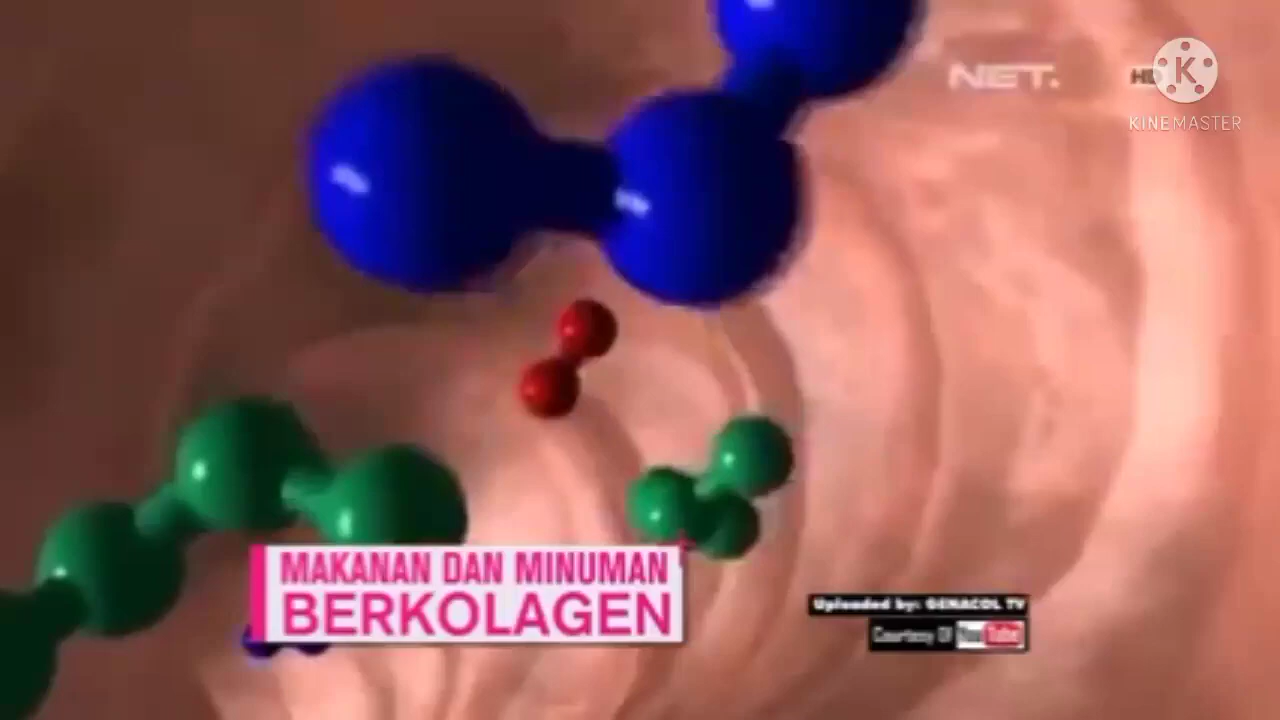 NET.
HD
K
KINEMASTER
MAKANAN DAN MINUMAN
BERKOLAGEN
Uploaded by: GENACOL TV
Courtesy Of YouTube